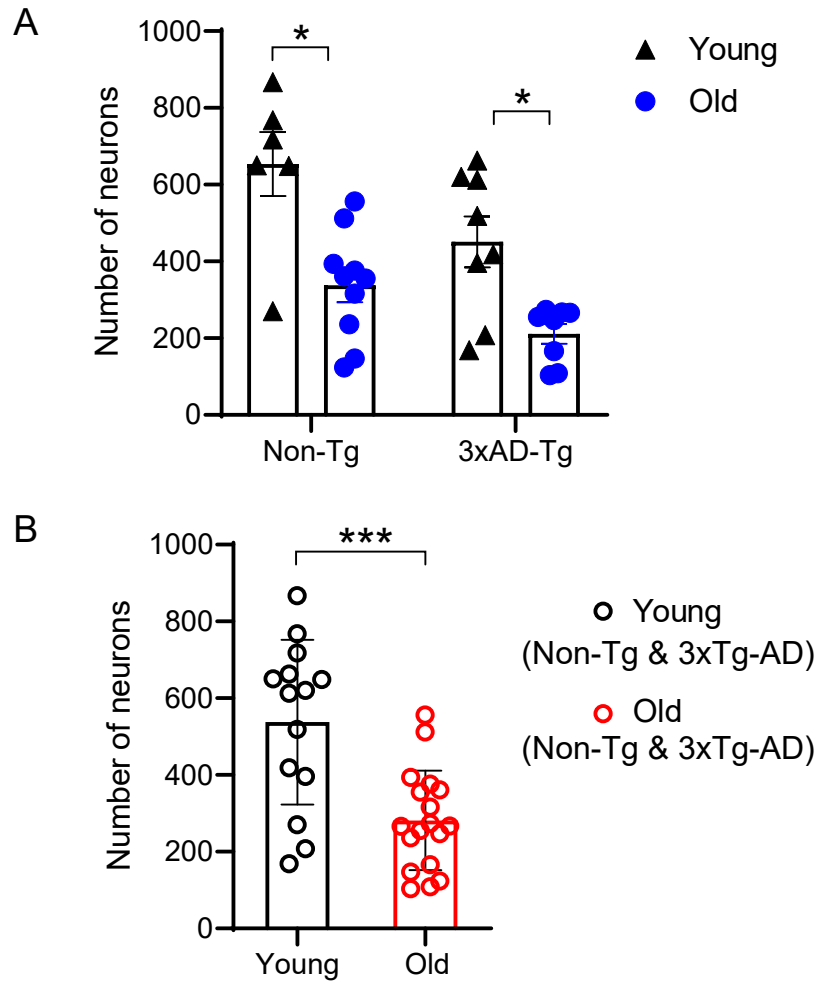 A
1000
800
600
400
200
0
Number of neurons
*
*
Young
Old
Non-Tg
3xAD-Tg
B
1000
800
600
400
200
0
Number of neurons
***
Young
(Non-Tg & 3xTg-AD)
Old
(Non-Tg & 3xTg-AD)
Young
Old